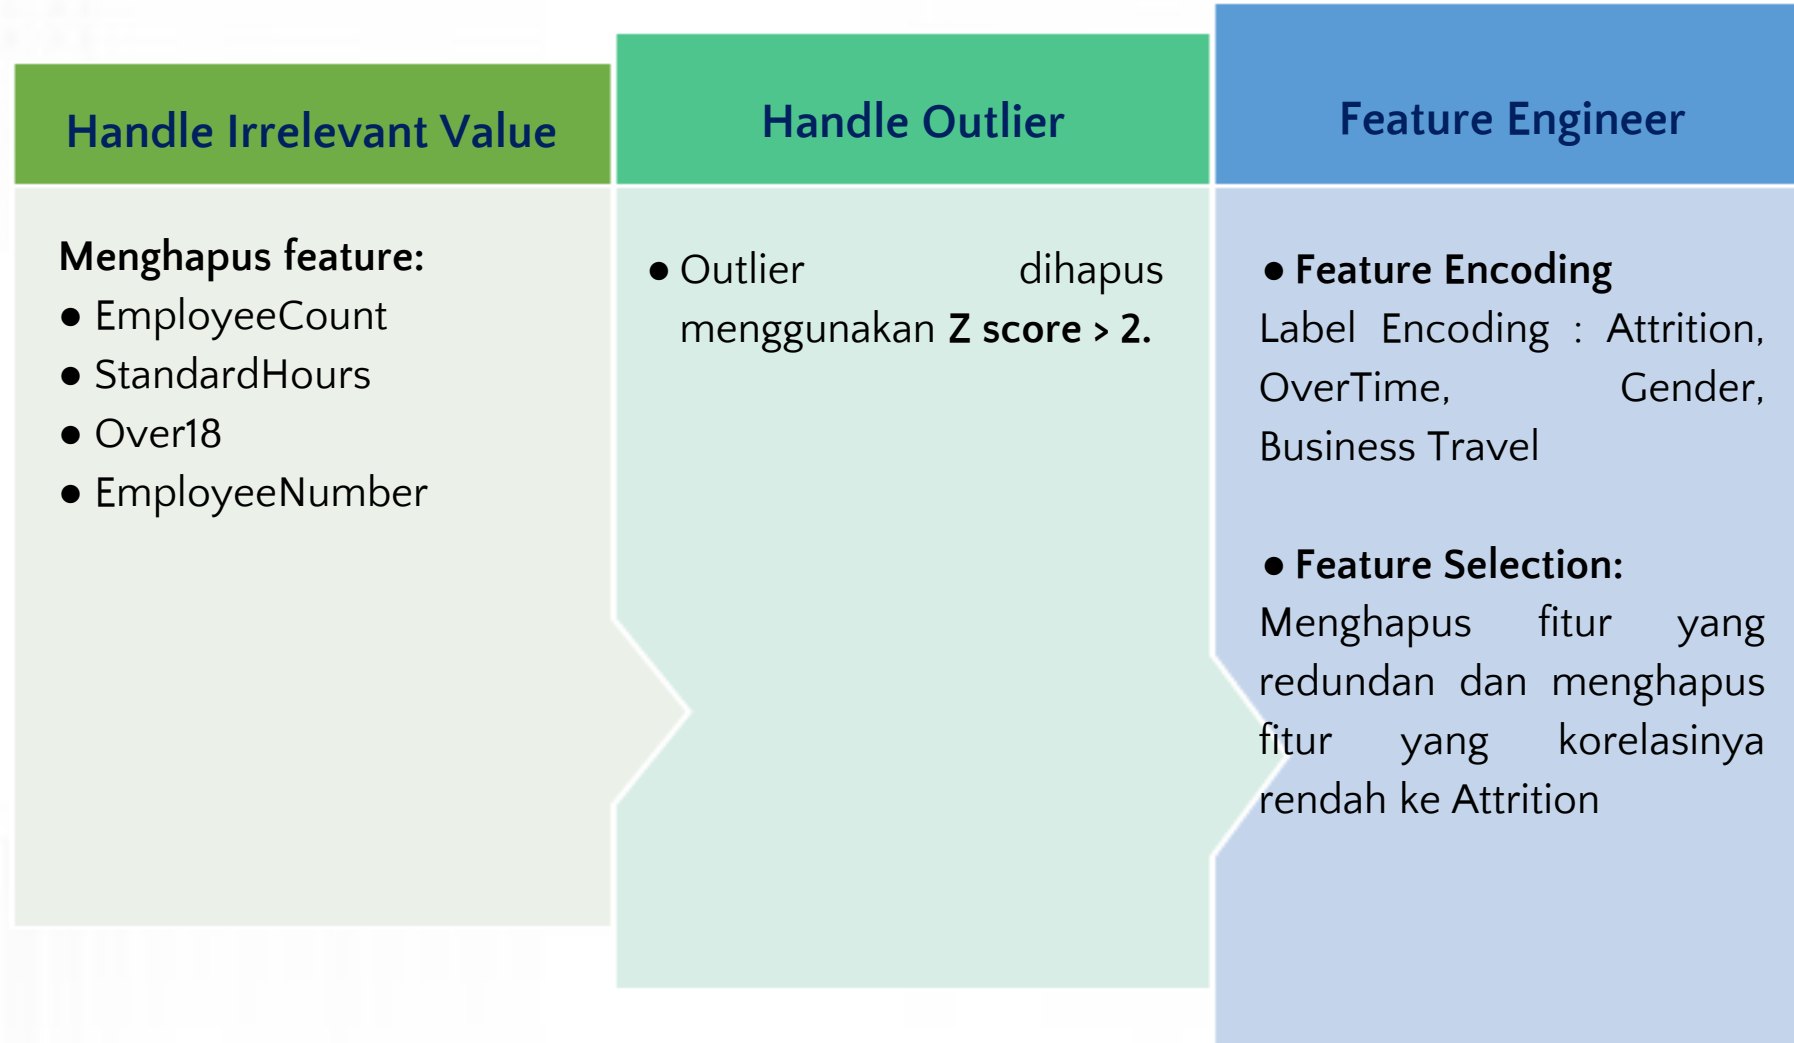 Handle Irrelevant Value
Menghapus feature:
● EmployeeCount
● StandardHours
● Over18
● EmployeeNumber
Handle Outlier
● Outlier dihapus
menggunakan Z score > 2.
Feature Engineer
● Feature Encoding
Label Encoding : Attrition,
OverTime, Gender,
Business Travel
● Feature Selection:
Menghapus fitur yang
redundan dan menghapus
fitur yang korelasinya
rendah ke Attrition